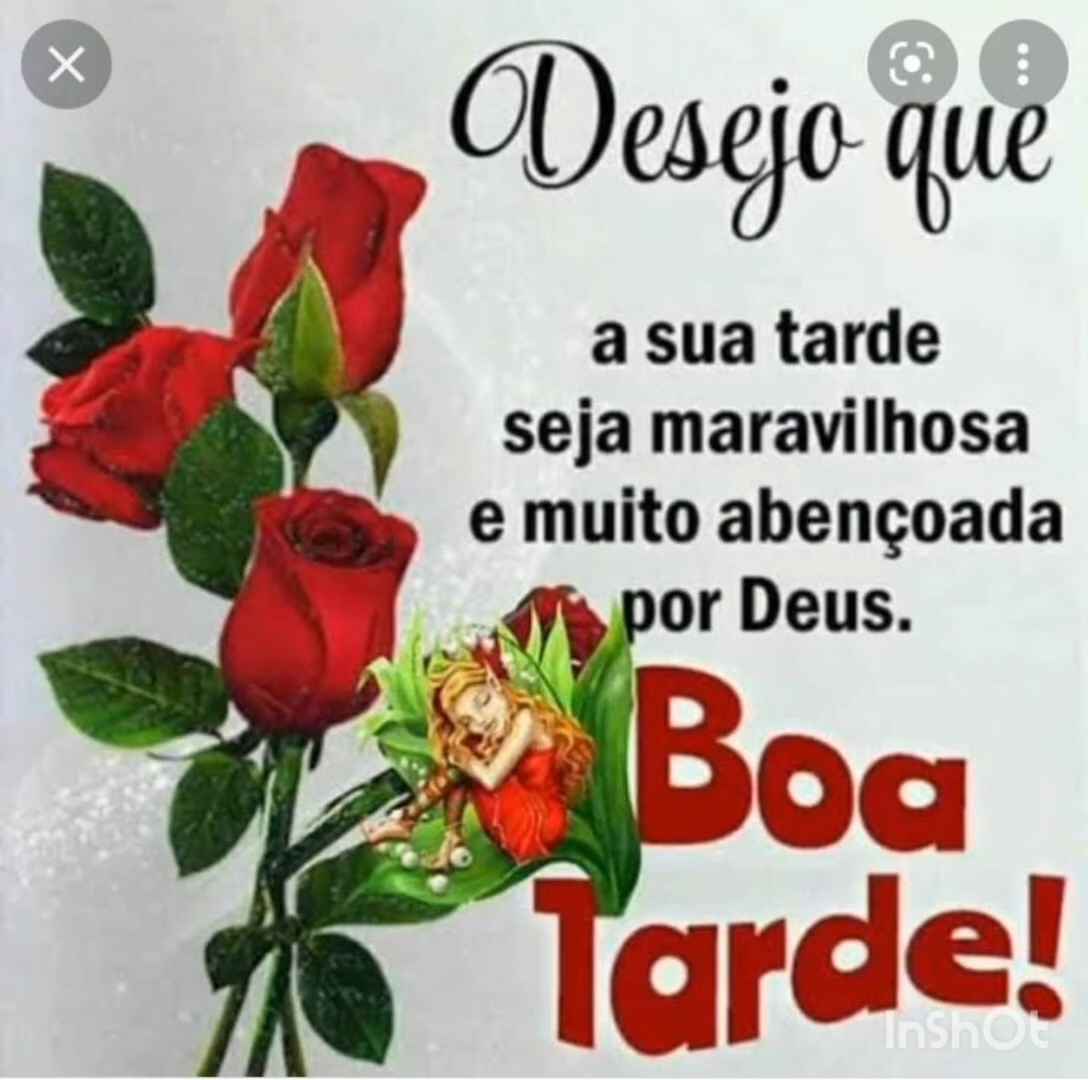 Desejo que
a sua tarde
seja maravilhosa
e muito abençoada
por Deus.
Boa
Tarde!
InShOt